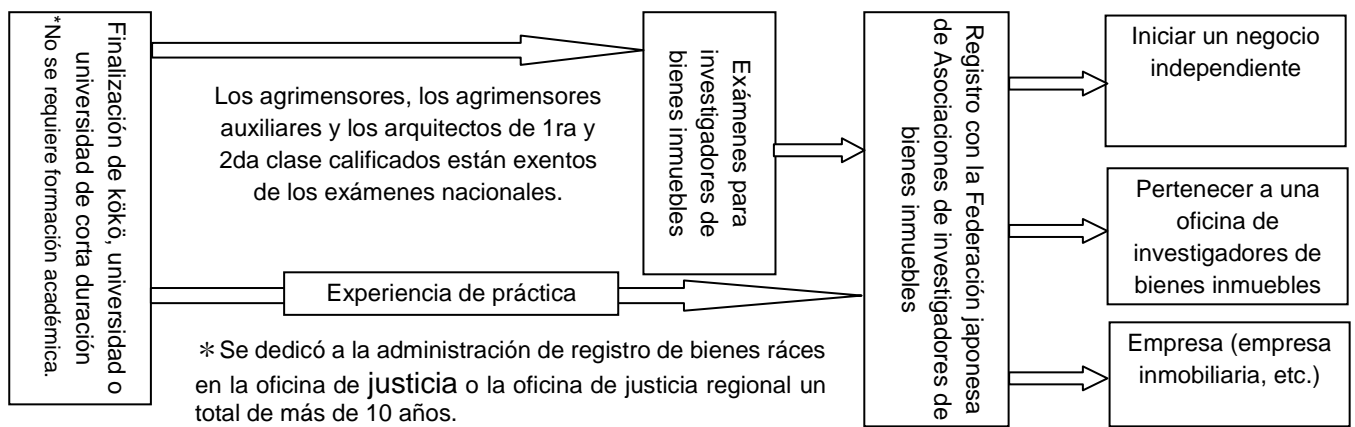 Finalización de kökö, universidad o
universidad de corta duración
*No se requiere formación académica.
Los agrimensores, los agrimensores
auxiliares y los arquitectos de 1ra y
2da clase calificados están exentos
de los exámenes nacionales.
Exámenes para
investigadores de
bienes inmuebles
Experiencia de práctica
＊Se dedicó a la administración de registro de bienes ráces
en la oficina de justicia o la oficina de justicia regional un
total de más de 10 años.
Registro con la Federación japonesa
de Asociaciones de investigadores de
bienes inmuebles
Iniciar un negocio
independiente
Pertenecer a una
oficina de
investigadores de
bienes inmuebles
Empresa (empresa
inmobiliaria, etc.)